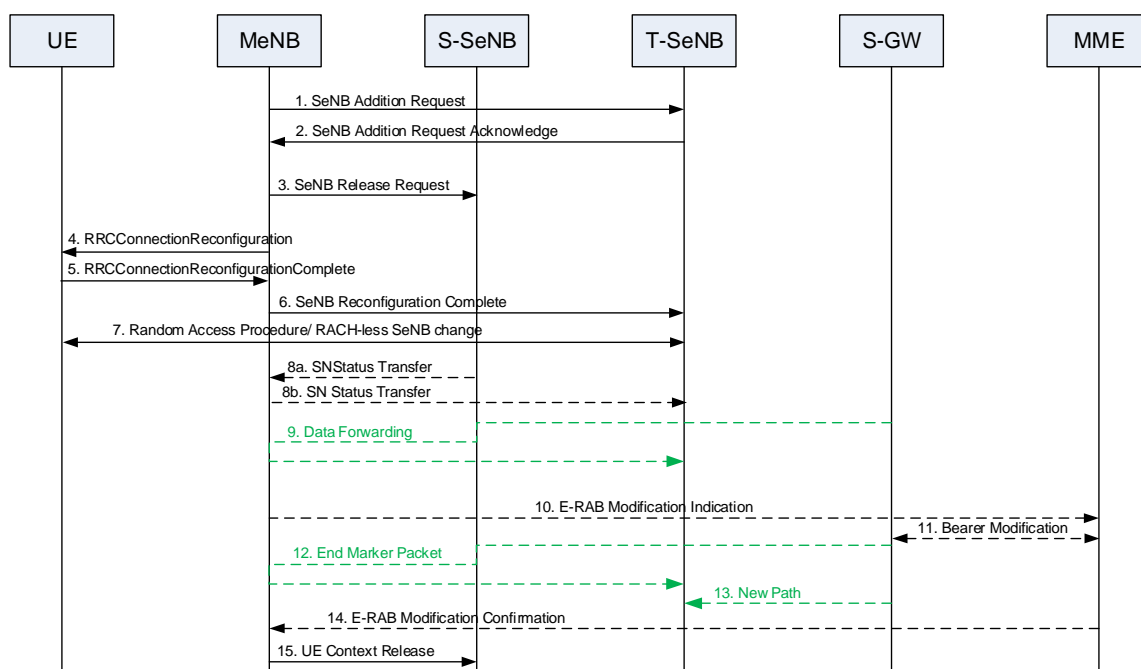 UE MeNB S-SeNB T-SeNB S-GW MME
1. SeNB Addition Request
2. SeNB Addition Request Acknowledge
3. SeNB Release Request
4. RRCConnectionReconfiguration
5. RRCConnectionReconfigurationComplete
6. SeNB Reconfiguration Complete
7. Random Access Procedure/ RACH-less SeNB change
8a. SNStatus Transfer
8b. SN Status Transfer
9. Data Forwarding
10. E-RAB Modification Indication
11. Bearer Modification
12. End Marker Packet
13. New Path
14. E-RAB Modification Confirmation
15. UE Context Release